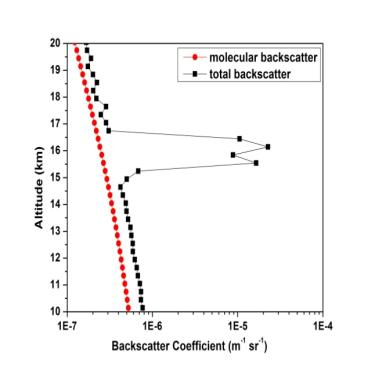 molecular backscatter
total backscatter
20
19
18
17
16
15
14
13
12
11
10
Altitude (km)
1E-7
1E-6
1E-5
1E-4
Backscatter Coefficient (m⁻¹ sr⁻¹)